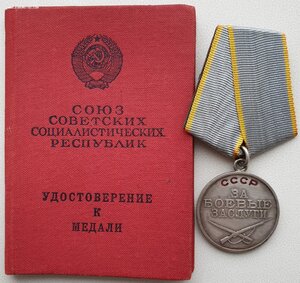 СОЮЗ
СОВЕТСКИХ
СОЦИАЛИСТИЧЕСКИХ
РЕСПУБЛИК
УДОСТОВЕРЕНИЕ
К
МЕДАЛИ
СССР
ЗА
БОЕВЫЕ
ЗАСЛУГИ